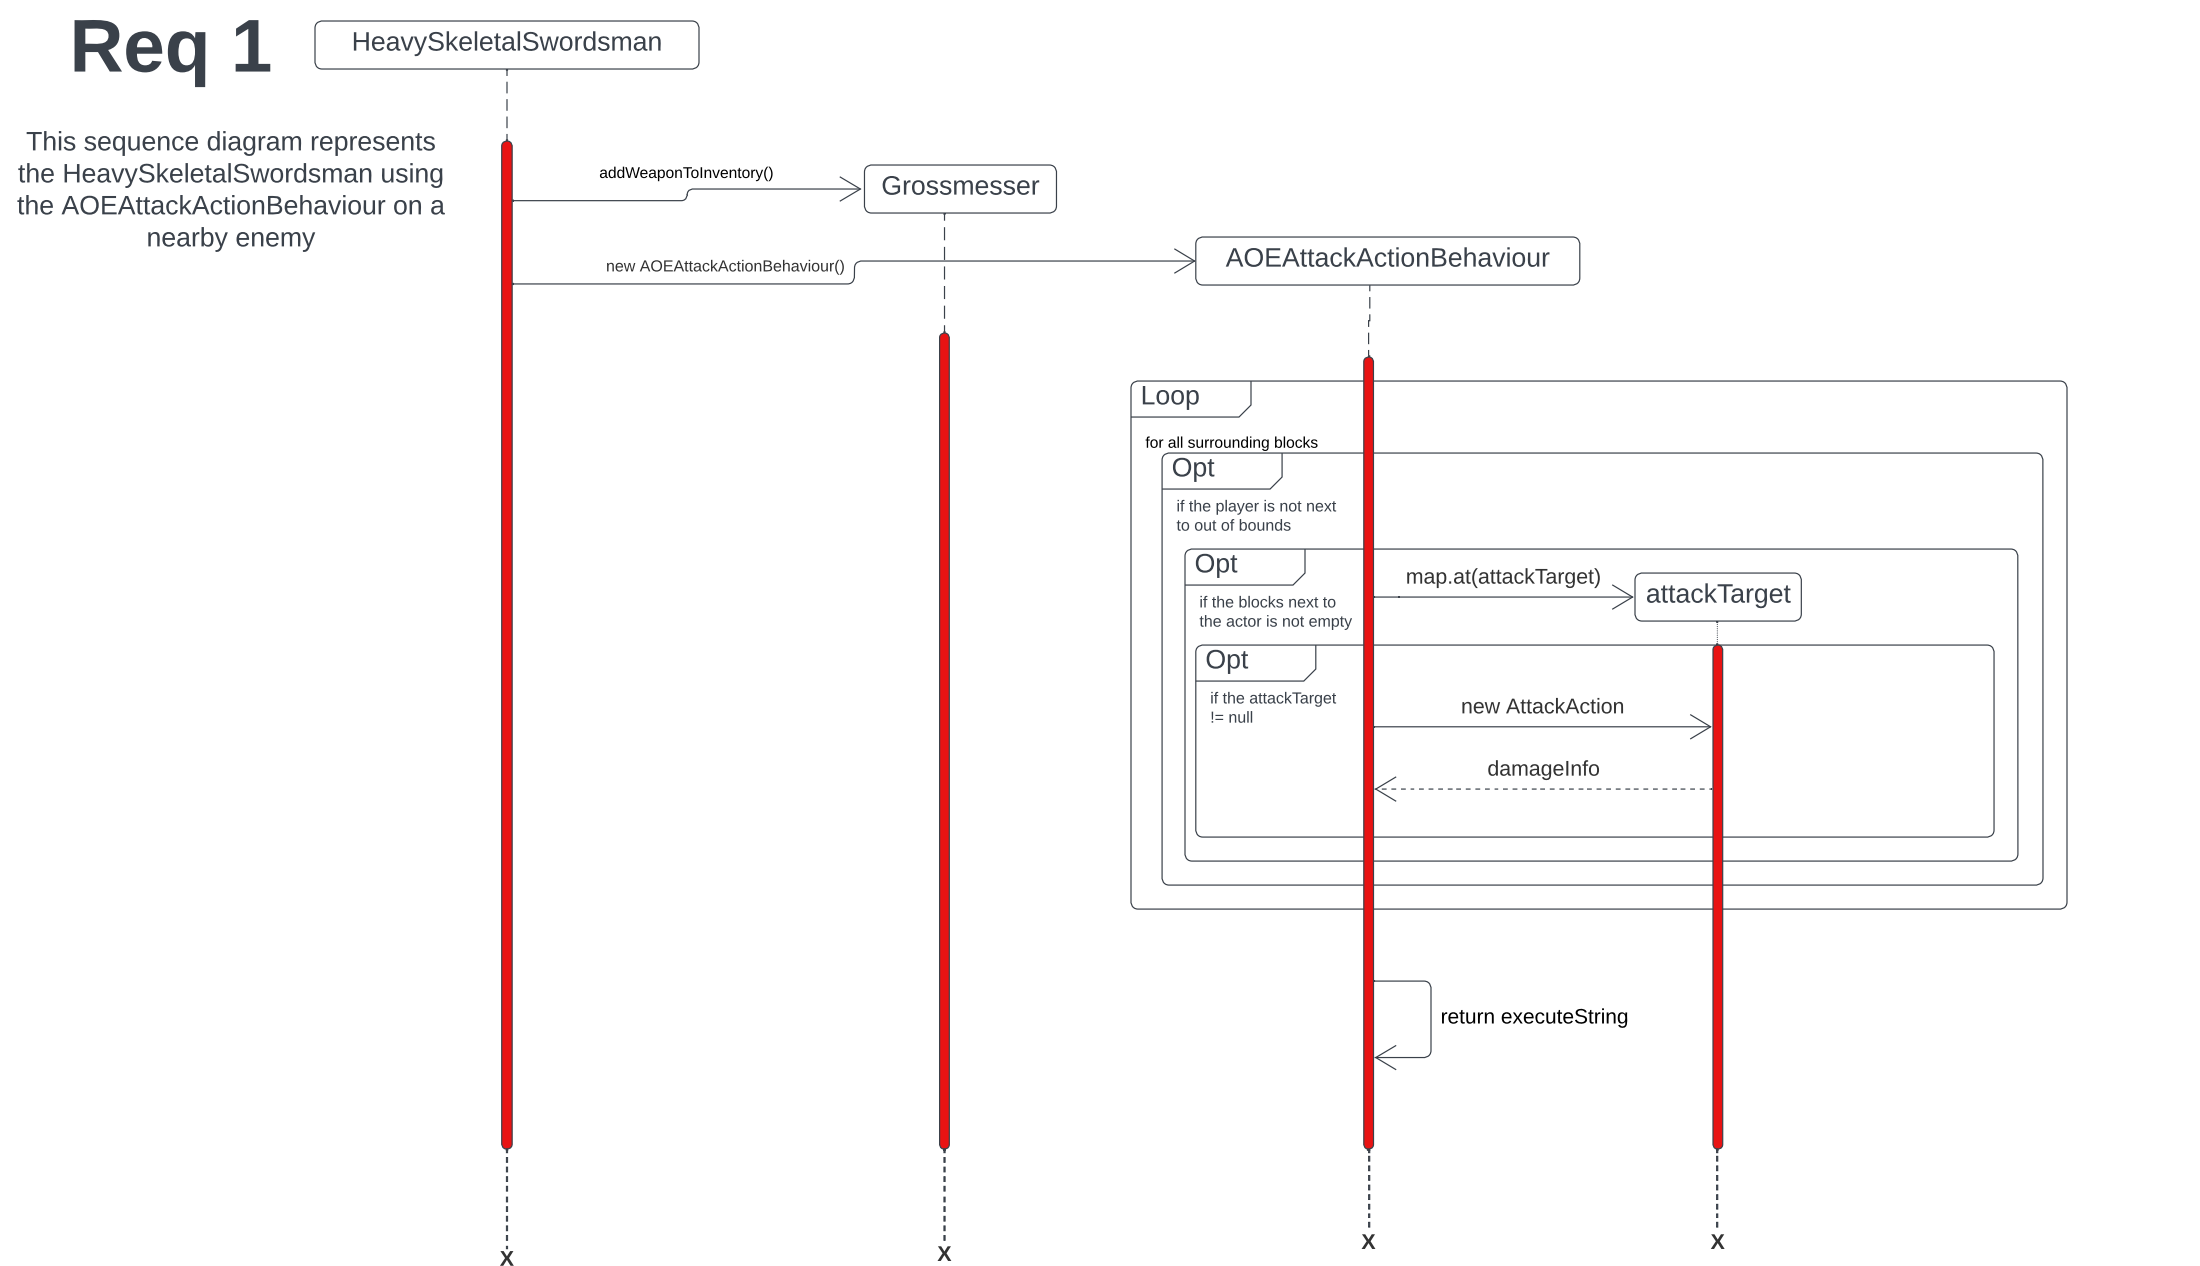 Req 1
HeavySkeletalSwordsman
This sequence diagram represents
the HeavySkeletalSwordsman using
the AOEAttackActionBehaviour on a
nearby enemy
addWeaponToInventory()
Grossmesser
new AOEAttackActionBehaviour()
AOEAttackActionBehaviour
Loop
for all surrounding blocks
Opt
if the player is not next
to out of bounds
Opt
if the blocks next to
the actor is not empty
map.at(attackTarget)
attackTarget
Opt
if the attackTarget
!= null
new AttackAction
damageInfo
return executeString
X
X
X
X